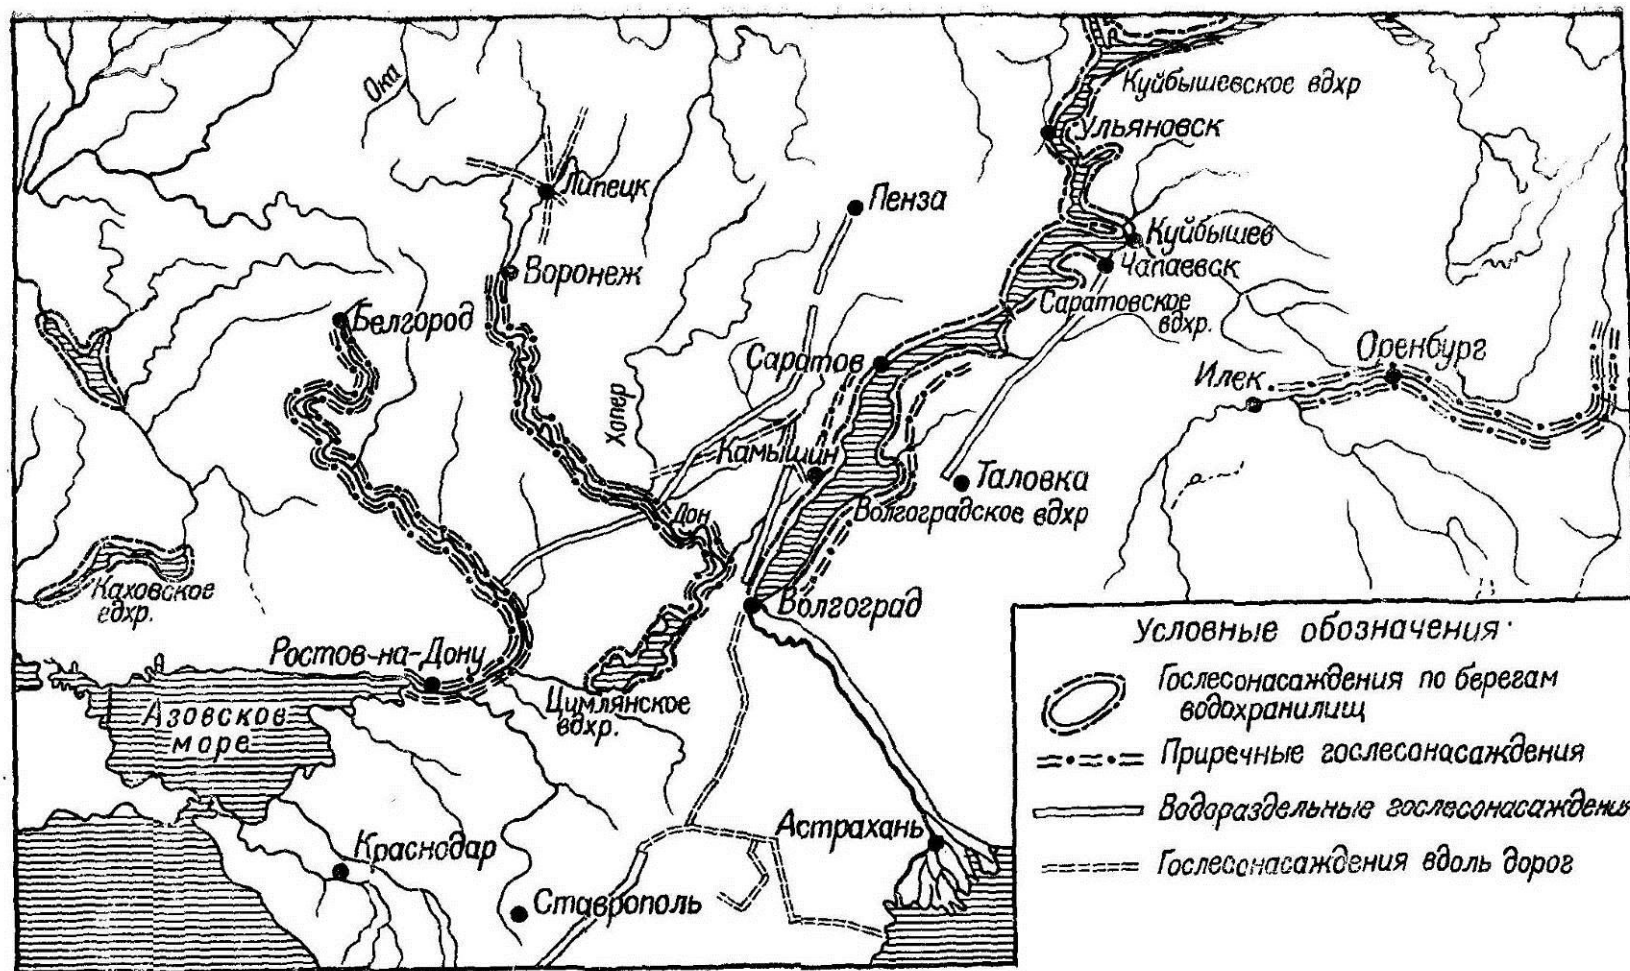 Ока
Куйбышевское вдхр
Ульяновск
Липецк
Пенза
Куйбышев
Чапаевск
Воронеж
Саратовское
вдхр.
Белгород
Саратов
Оренбург
Илек
Хопер
Камышин
Таловка
Дон
Волгоградское вдхр
Каховское
вдхр.
Волгоград
Ростов-на-Дону
Цимлянское
вдхр.
Азовское
море
Астрахань
Краснодар
Ставрополь
Условные обозначения
Гослесонасаждения по берегам
водохранилищ
Приречные гослесонасаждения
Водораздельные гослесонасаждения
Гослесонасаждения вдоль дорог